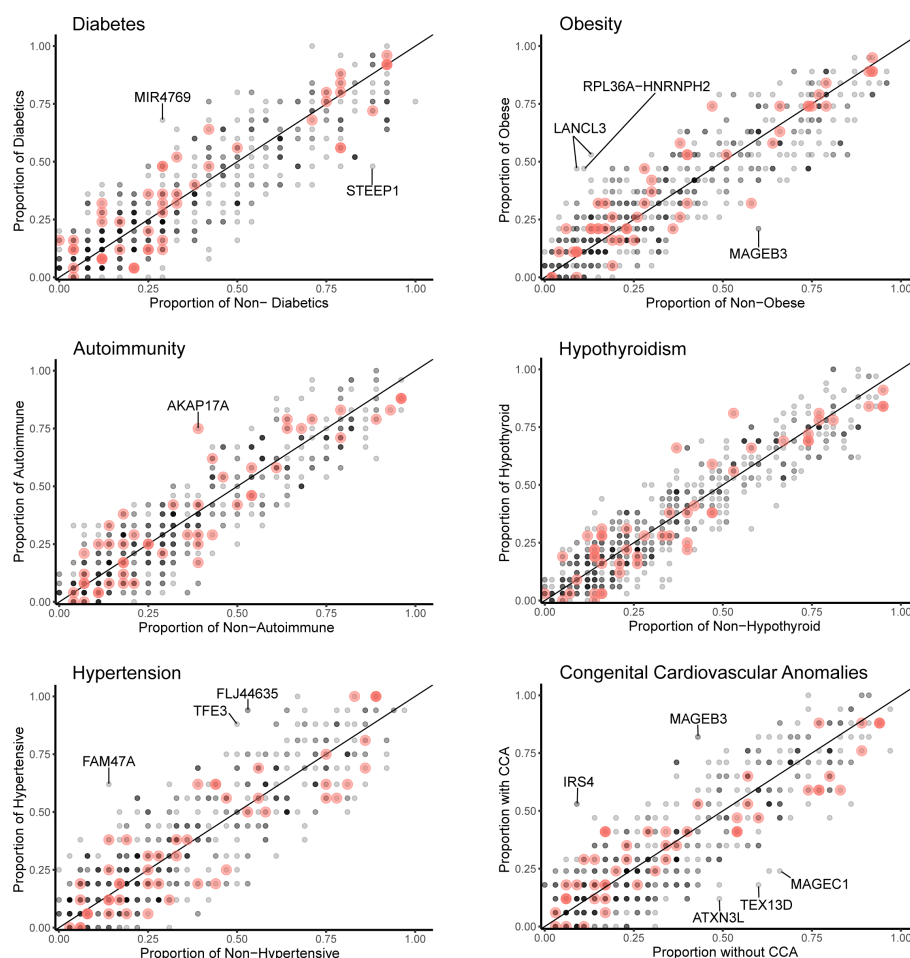 Diabetes
1.00
0.75
0.50
0.25
0.00
Proportion of Diabetics
MIR4769
STEEP1
0.00 0.25 0.50 0.75 1.00
Proportion of Non− Diabetics
Obesity
1.00
0.75
0.50
0.25
0.00
Proportion of Obese
RPL36A−HNRNPH2
LANCL3
MAGEB3
0.00 0.25 0.50 0.75 1.00
Proportion of Non−Obese
Autoimmunity
1.00
0.75
0.50
0.25
0.00
Proportion of Autoimmune
AKAP17A
0.00 0.25 0.50 0.75 1.00
Proportion of Non−Autoimmune
Hypothyroidism
1.00
0.75
0.50
0.25
0.00
Proportion of Hypothyroid
0.00 0.25 0.50 0.75 1.00
Proportion of Non−Hypothyroid
Hypertension
1.00
0.75
0.50
0.25
0.00
Proportion of Hypertensive
FLJ44635
TFE3
FAM47A
0.00 0.25 0.50 0.75 1.00
Proportion of Non−Hypertensive
Congenital Cardiovascular Anomalies
1.00
0.75
0.50
0.25
0.00
Proportion with CCA
MAGEB3
IRS4
MAGEC1
TEX13D
ATXN3L
0.00 0.25 0.50 0.75 1.00
Proportion without CCA